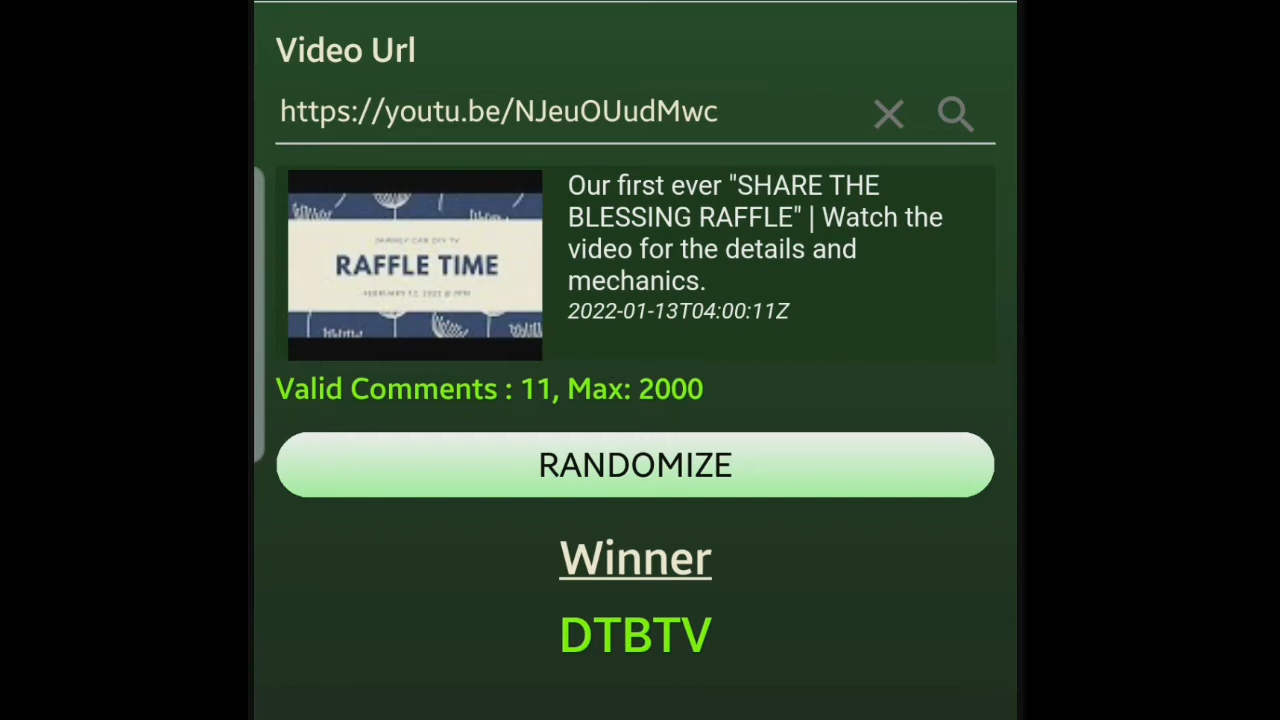 Video Url
https://youtu.be/NJeuOUudMwc
Our first ever "SHARE THE
BLESSING RAFFLE" | Watch the
video for the details and
mechanics.
2022-01-13T04:00:11Z
RAFFLE TIME
Valid Comments : 11, Max: 2000
RANDOMIZE
Winner
DTBTV